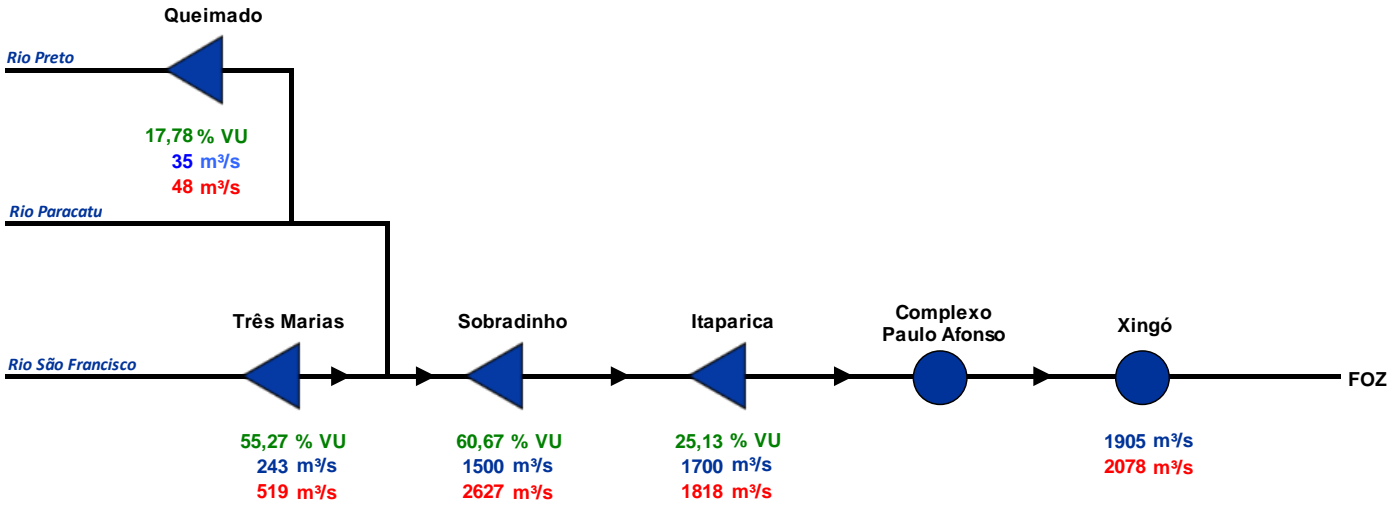 Queimado
Rio Preto
17,78 % VU
35 m³/s
48 m³/s
Rio Paracatu
Três Marias
Sobradinho
Itaparica
Complexo
Paulo Afonso
Xingó
Rio São Francisco
FOZ
55,27 % VU
243 m³/s
519 m³/s
60,67 % VU
1500 m³/s
2627 m³/s
25,13 % VU
1700 m³/s
1818 m³/s
1905 m³/s
2078 m³/s